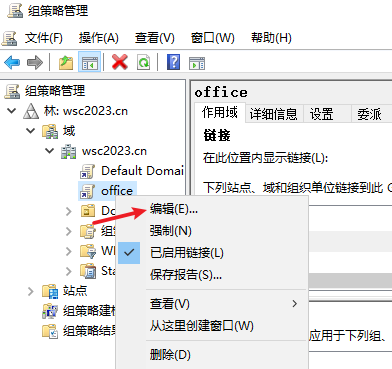 组策略管理
文件(F) 操作(A) 查看(V) 窗口(W) 帮助(H)
组策略管理
林: wsc2023.cn
域
wsc2023.cn
Default Domai
office
Do
组
WI
Sta
站点
组策略建模
组策略结果
编辑(E)...
强制(N)
已启用链接(L)
保存报告(S)...
查看(V)
从这里创建窗口(W)
删除(D)
office
作用域 详细信息 设置 委派
链接
在此位置内显示链接(L):
下列站点、域和组织单位链接到此 G
应用于下列组、